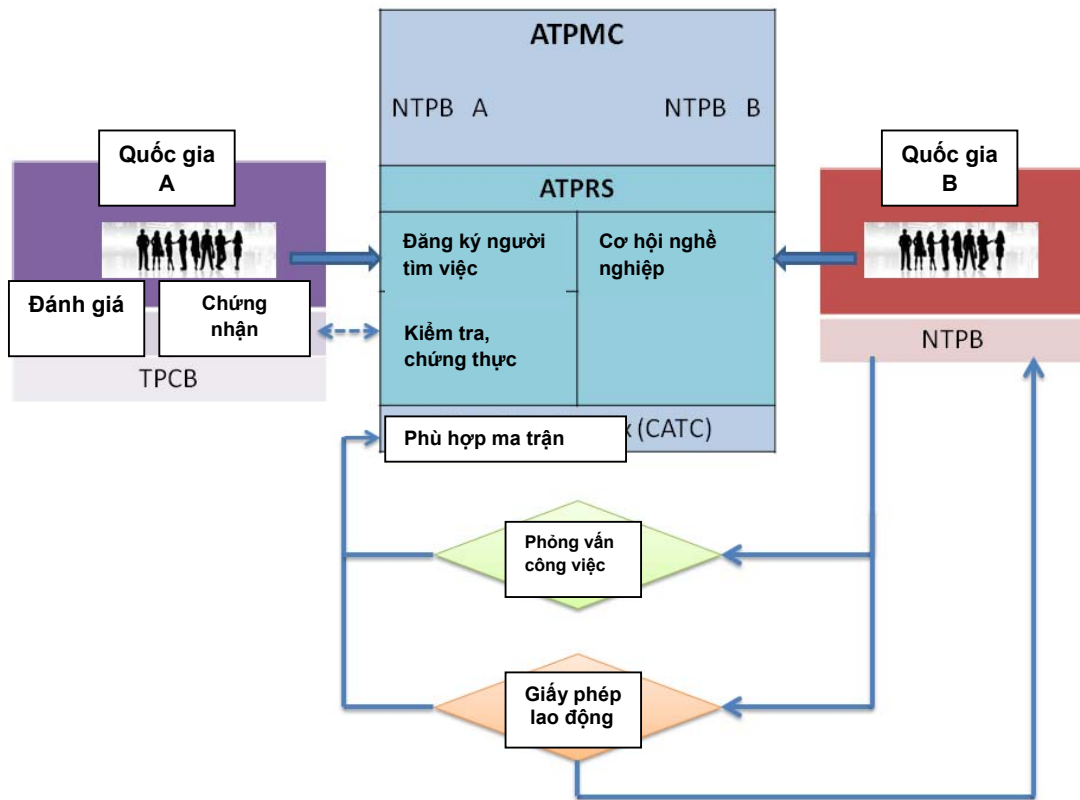 ATPMC
NTPB A
NTPB B
Quốc gia
A
Quốc gia
B
ATPRS
Đăng ký người
tìm việc
Cơ hội nghề
nghiệp
Đánh giá
Chứng
nhận
Kiểm tra,
chứng thực
NTPB
TPCB
Phù hợp ma trận
(CATC)
Phỏng vấn
công việc
Giấy phép
lao động